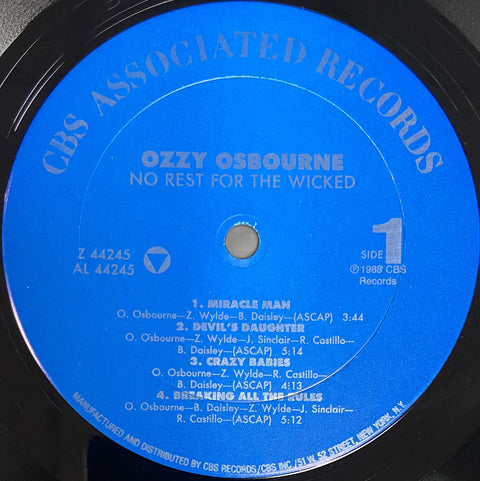 CBS ASSOCIATED RECORDS
OZZY OSBOURNE
NO REST FOR THE WICKED
Z 44245
AL 44245
SIDE 1
℗ 1988 CBS
Records
1. MIRACLE MAN
O. Osbourne—Z. Wylde—B. Daisley—(ASCAP) 3:44
2. DEVIL'S DAUGHTER
O. Osbourne—Z. Wylde—J. Sinclair—R. Castillo—
B. Daisley—(ASCAP) 5:14
3. CRAZY BABIES
O. Osbourne—Z. Wylde—R. Castillo—
B. Daisley—(ASCAP) 4:13
4. BREAKING ALL THE RULES
O. Osbourne—B. Daisley—Z. Wylde—J. Sinclair—
R. Castillo—(ASCAP) 5:12
MANUFACTURED AND DISTRIBUTED BY CBS RECORDS/CBS INC./51 W. 52 STREET, NEW YORK, N.Y.